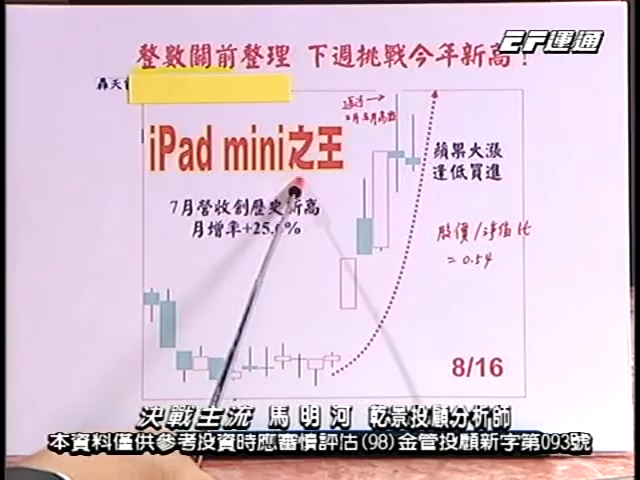 整數關前整理 下週挑戰今年新高！
EF運通
轟天
iPad mini之王
7月營收創歷史新高
月增率+25.6%
蘋果大漲
逢低買進
股價/淨值比
=0.54
8/16
決戰主流 馬明河 乾景投顧分析師
本資料僅供參考投資時應審慎評估(98)金管投顧新字第093號